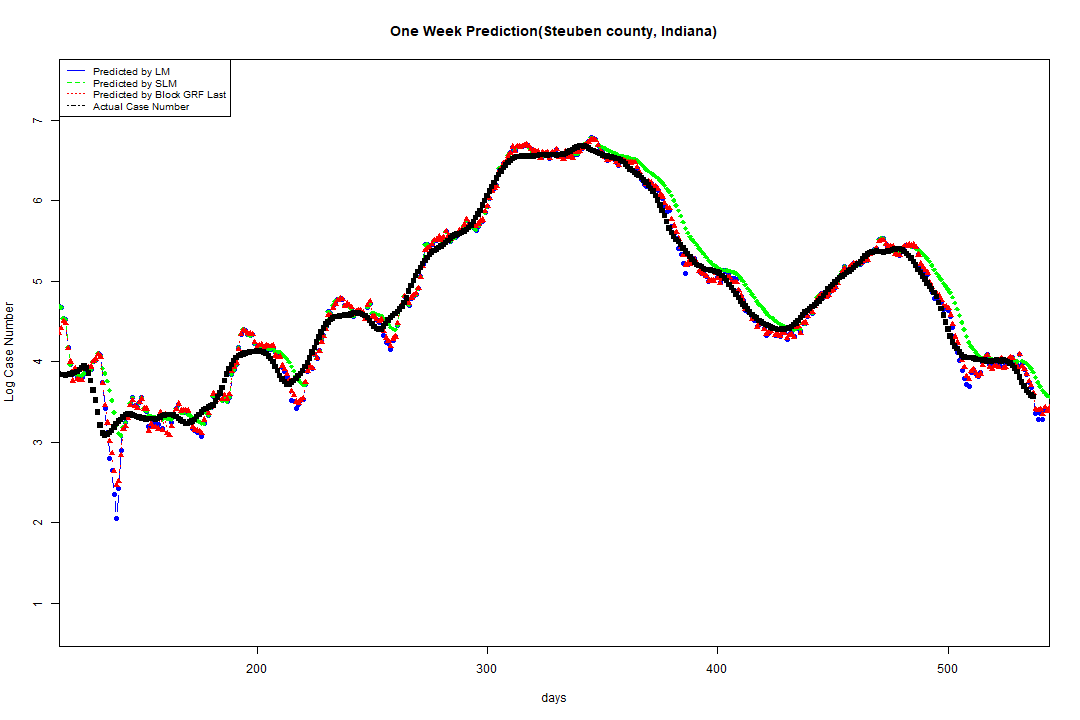 One Week Prediction(Steuben county, Indiana)
Predicted by LM
Predicted by SLM
Predicted by Block GRF Last
Actual Case Number
7
6
5
4
3
2
1
Log Case Number
200
300
400
500
days